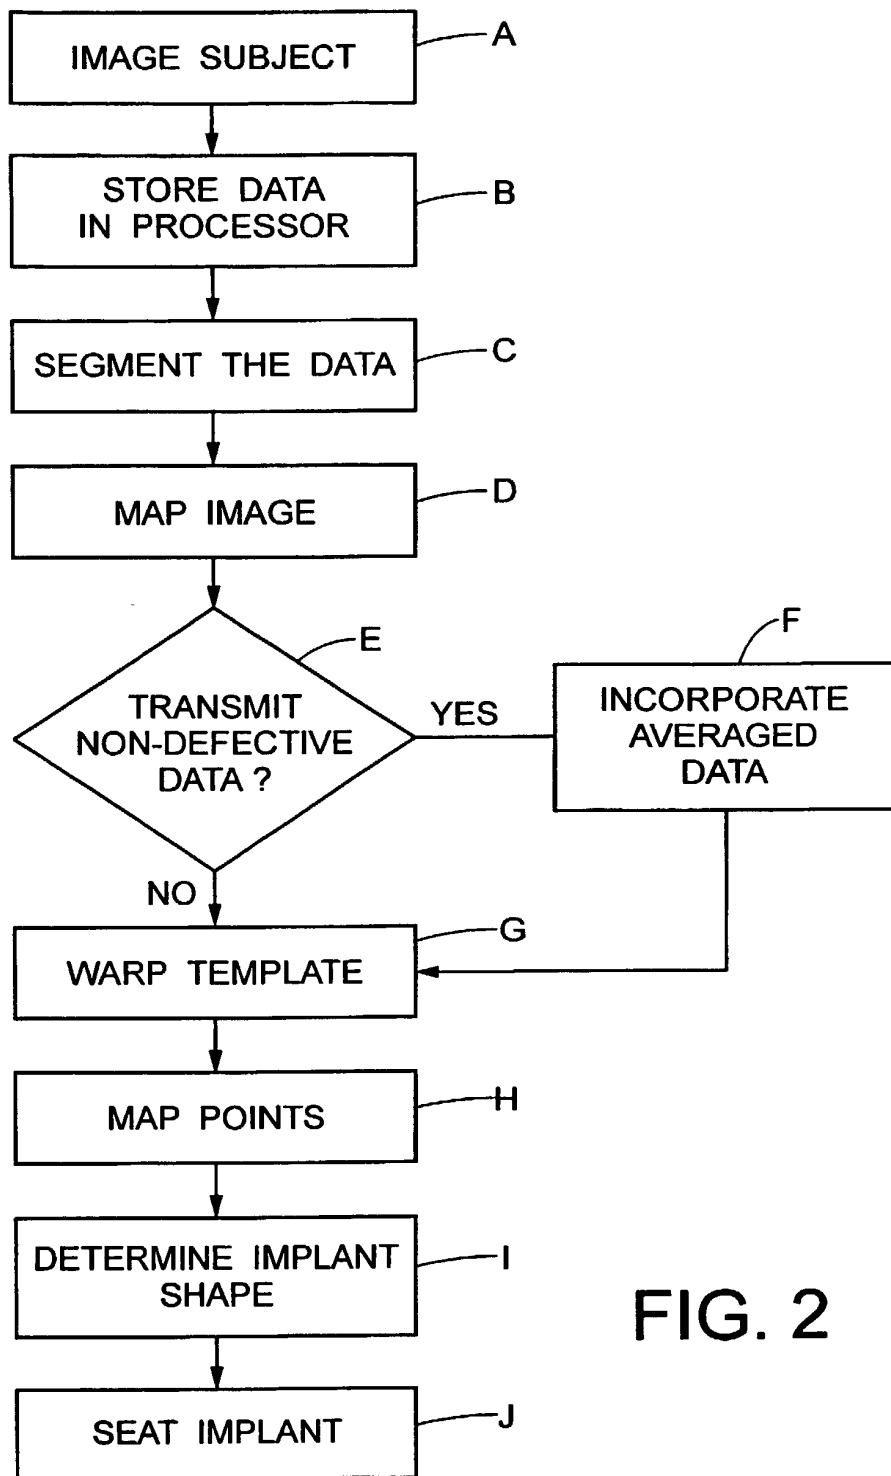 IMAGE SUBJECT
A
STORE DATA
IN PROCESSOR
B
SEGMENT THE DATA
C
MAP IMAGE
D
E
TRANSMIT
NON-DEFECTIVE
DATA ?
YES
F
INCORPORATE
AVERAGED
DATA
NO
G
WARP TEMPLATE
MAP POINTS
H
DETERMINE IMPLANT
SHAPE
I
SEAT IMPLANT
J
FIG. 2